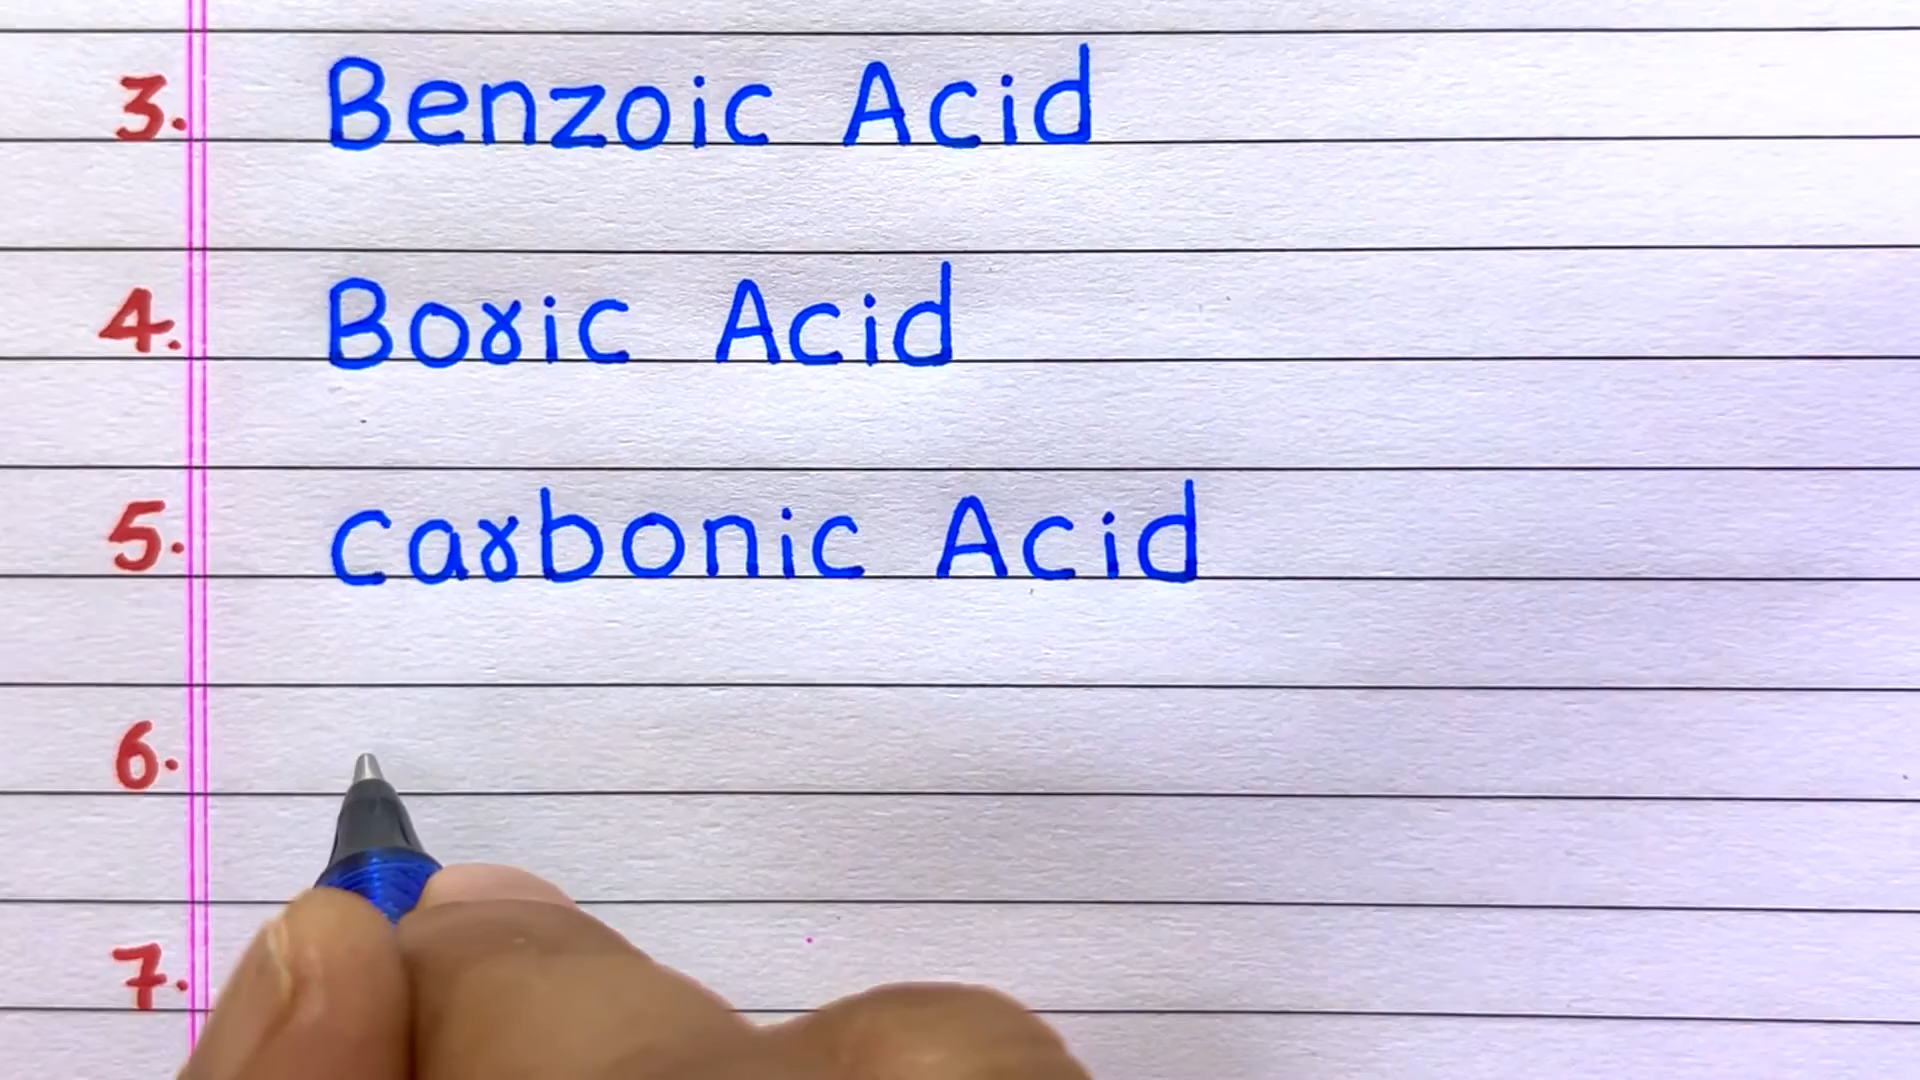 3. Benzoic Acid
4. Boric Acid
5. Carbonic Acid
6.
7.